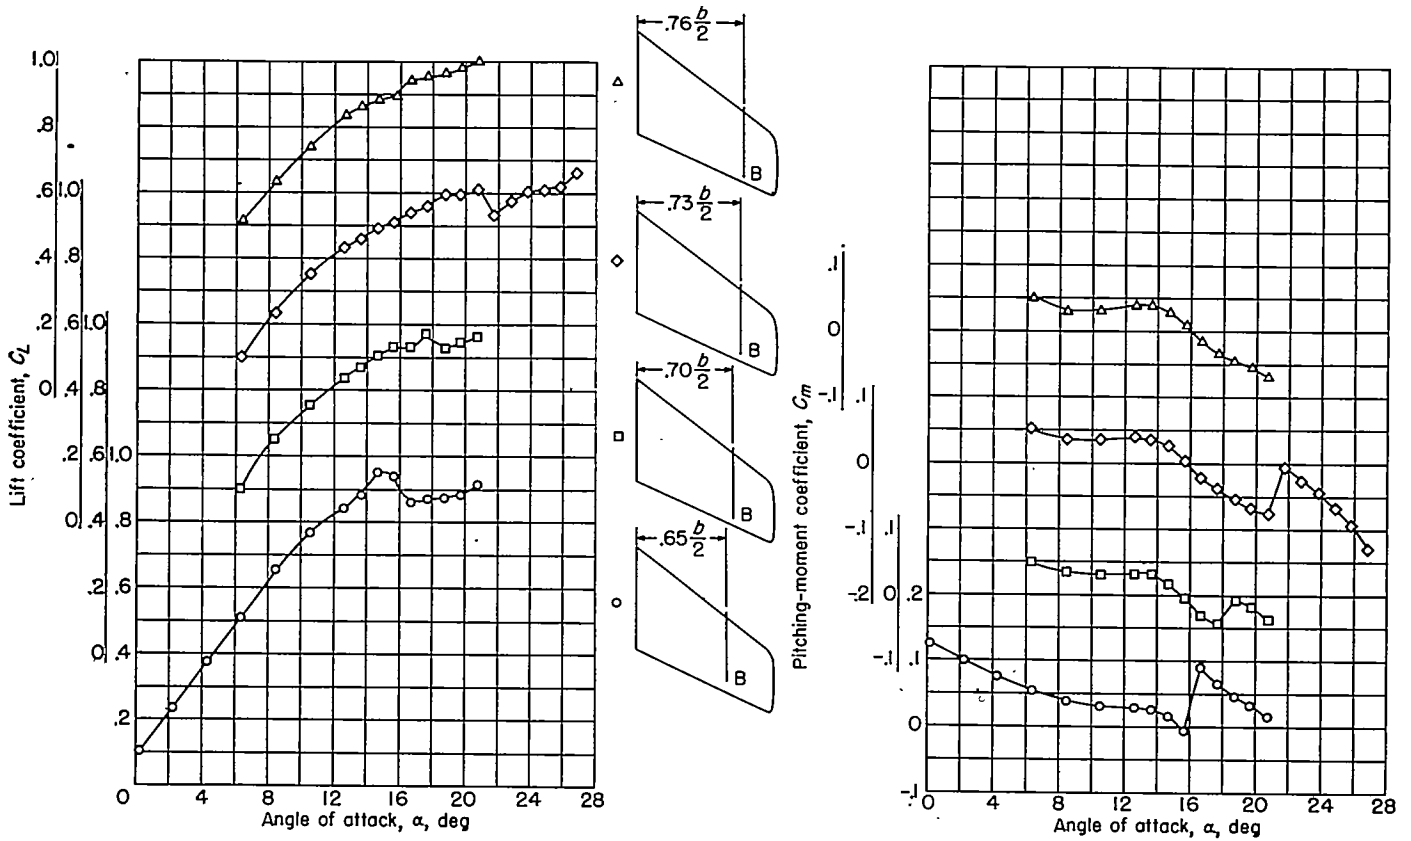 1.0
.8
.6 1.0
.4 .8
.2 .6 1.0
0 .4 .8
.2 .6 1.0
0 .4 .8
.2 .6
0 .4
.2
0 4 8 12 16 20 24 28
Angle of attack, α, deg
Lift coefficient, C_L
.76 b/2
B
.73 b/2
B
.70 b/2
B
.65 b/2
B
Pitching-moment coefficient, C_m
.1
0
-.1 .1
0
-.1 .1
-.2 0 .2
-.1 .1
0
-.1
0 4 8 12 16 20 24 28
Angle of attack, α, deg